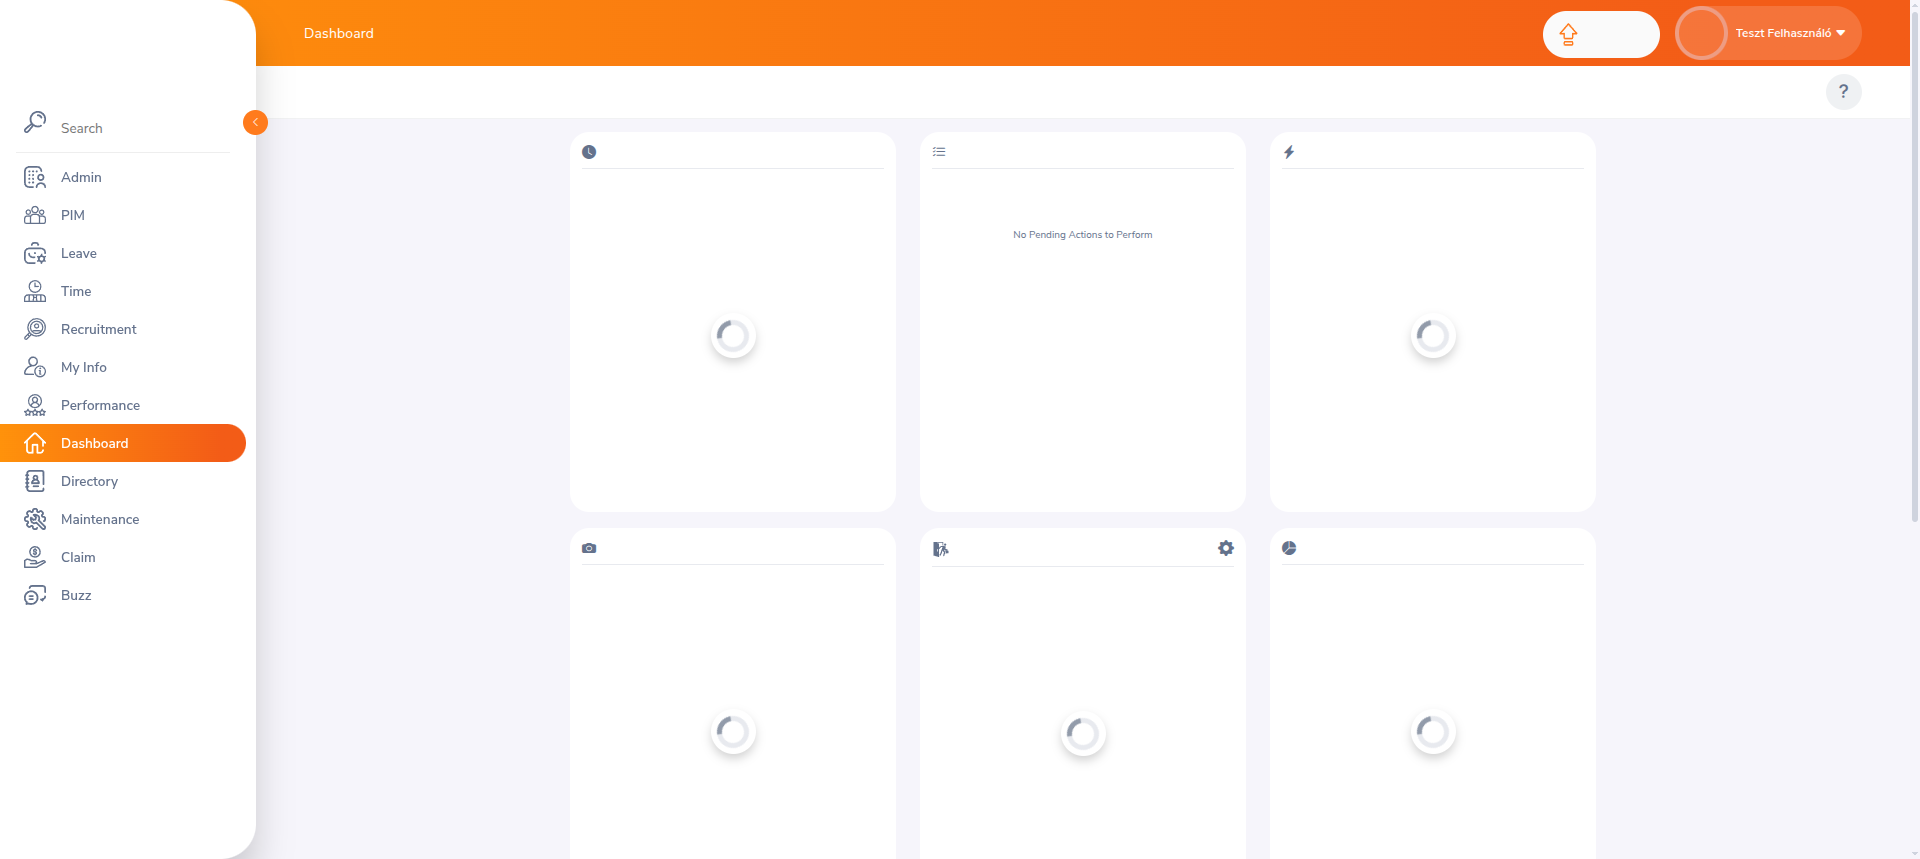 Dashboard
Teszt Felhasználó
?
Search
Admin
PIM
Leave
Time
Recruitment
My Info
Performance
Dashboard
Directory
Maintenance
Claim
Buzz
No Pending Actions to Perform